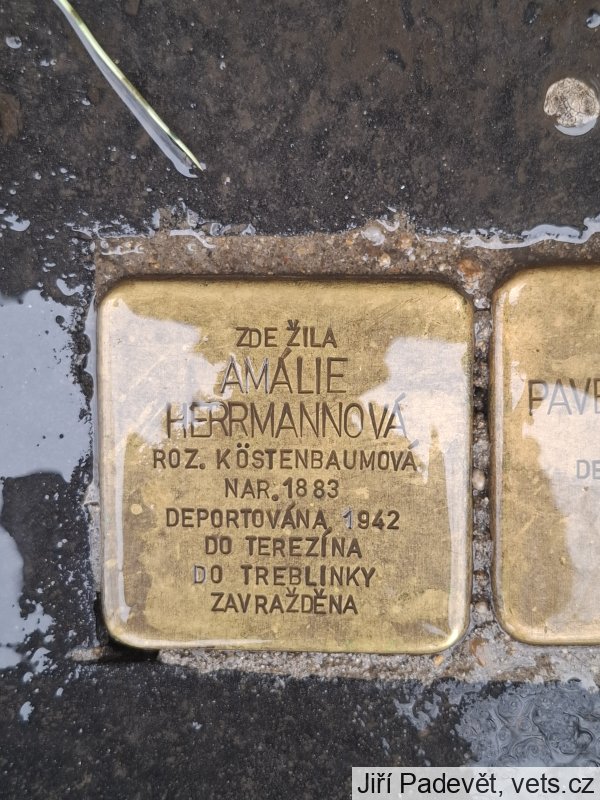 ZDE ŽILA
AMÁLIE
HERRMANNOVÁ
ROZ. KÖSTENBAUMOVÁ
NAR. 1883
DEPORTOVÁNA 1942
DO TEREZÍNA
DO TREBLINKY
ZAVRAŽDĚNA
Jiří Padevět, vets.cz